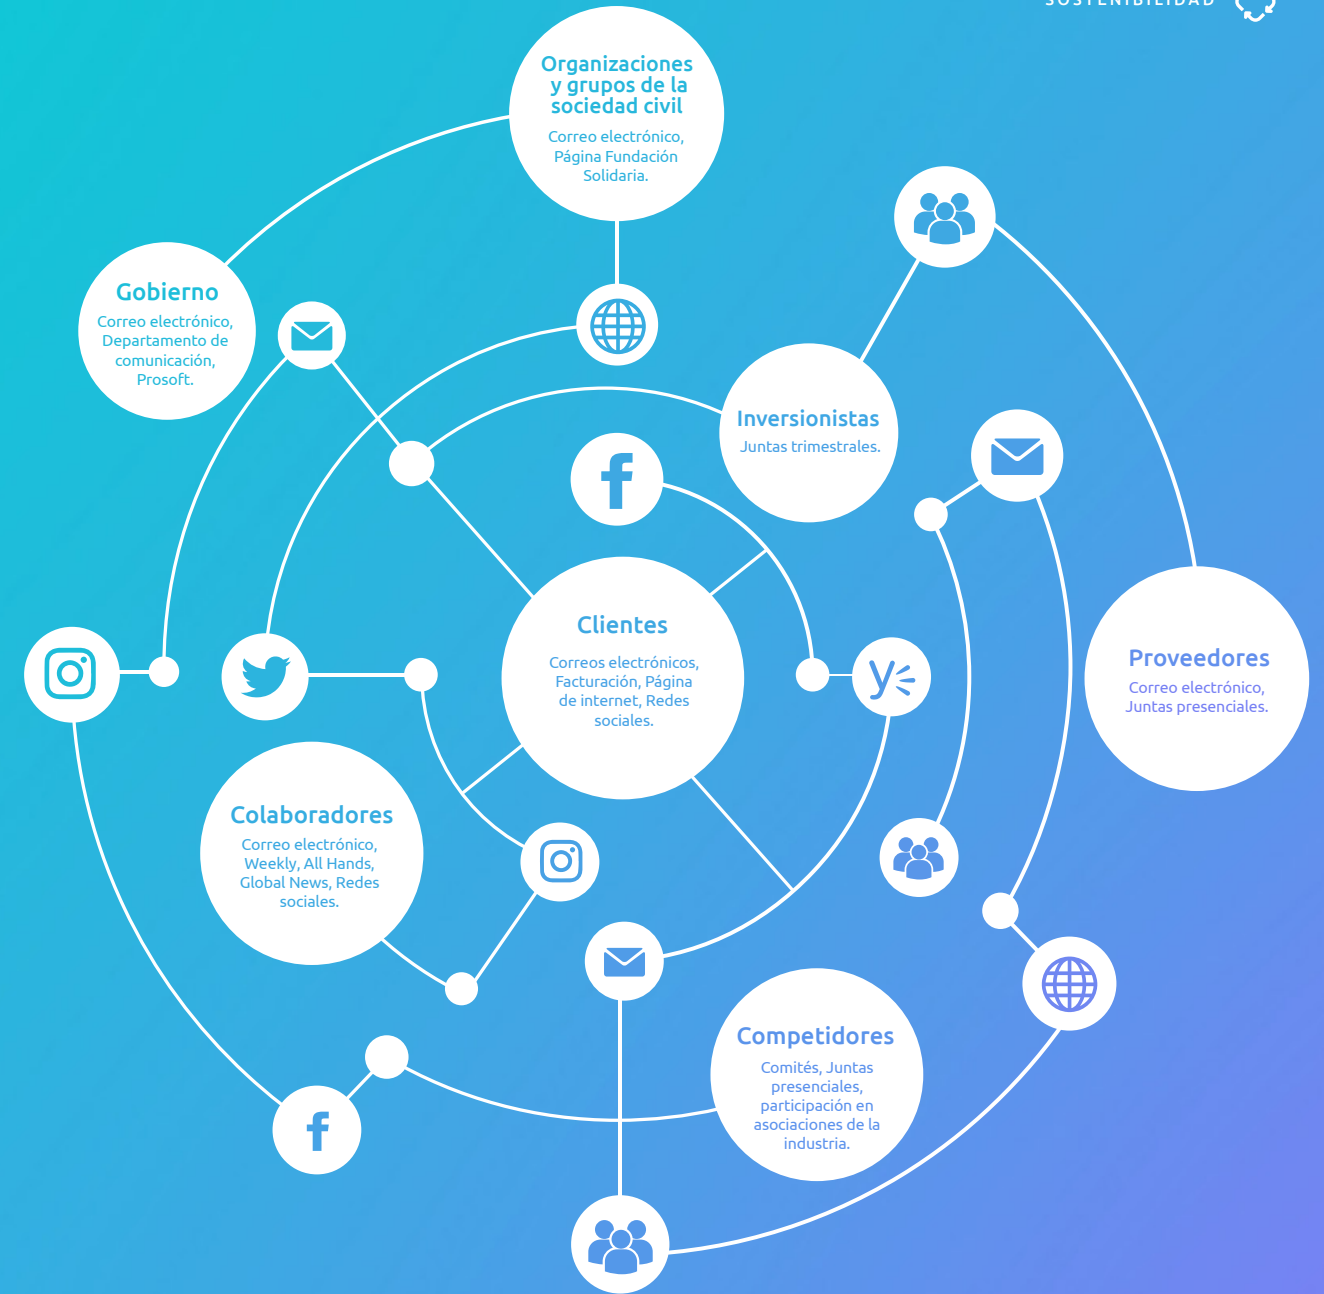 SOSTENIBILIDAD
Organizaciones
y grupos de la
sociedad civil
Correo electrónico,
Página Fundación
Solidaria.
Gobierno
Correo electrónico,
Departamento de
comunicación,
Prosoft.
Inversionistas
Juntas trimestrales.
Clientes
Correos electrónicos,
Facturación, Página
de internet, Redes
sociales.
Proveedores
Correo electrónico,
Juntas presenciales.
Colaboradores
Correo electrónico,
Weekly, All Hands,
Global News, Redes
sociales.
Competidores
Comités, Juntas
presenciales,
participación en
asociaciones de la
industria.